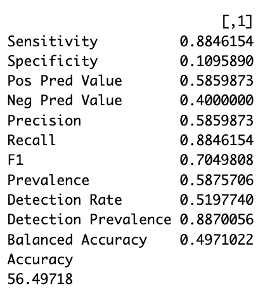 [,1]
Sensitivity 0.8846154
Specificity 0.1095890
Pos Pred Value 0.5859873
Neg Pred Value 0.4000000
Precision 0.5859873
Recall 0.8846154
F1 0.7049808
Prevalence 0.5875706
Detection Rate 0.5197740
Detection Prevalence 0.8870056
Balanced Accuracy 0.4971022
Accuracy
56.49718